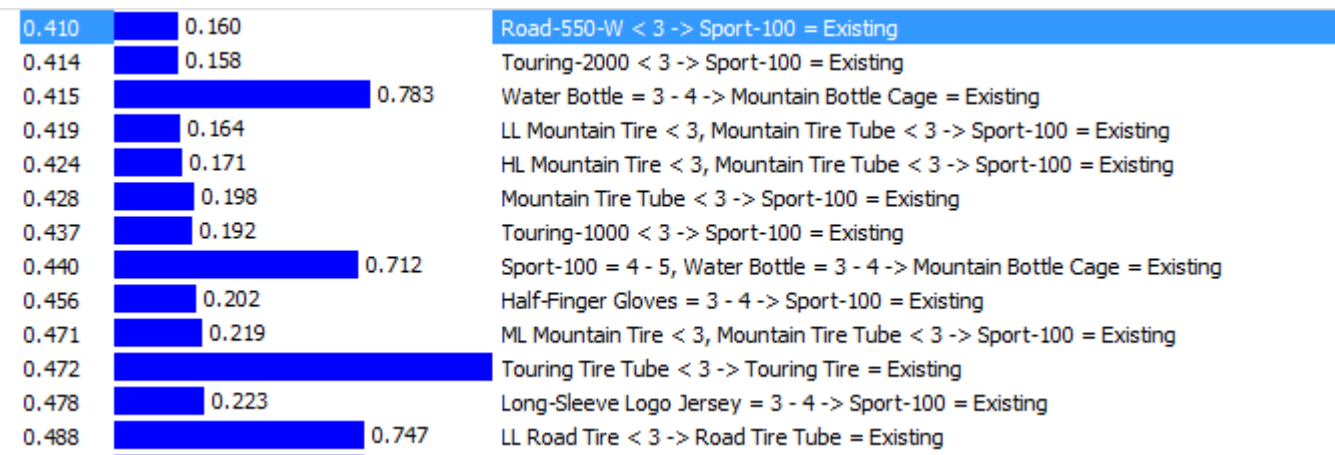 0.410 0.160 Road-550-W < 3 -> Sport-100 = Existing
0.414 0.158 Touring-2000 < 3 -> Sport-100 = Existing
0.415 0.783 Water Bottle = 3 - 4 -> Mountain Bottle Cage = Existing
0.419 0.164 LL Mountain Tire < 3, Mountain Tire Tube < 3 -> Sport-100 = Existing
0.424 0.171 HL Mountain Tire < 3, Mountain Tire Tube < 3 -> Sport-100 = Existing
0.428 0.198 Mountain Tire Tube < 3 -> Sport-100 = Existing
0.437 0.192 Touring-1000 < 3 -> Sport-100 = Existing
0.440 0.712 Sport-100 = 4 - 5, Water Bottle = 3 - 4 -> Mountain Bottle Cage = Existing
0.456 0.202 Half-Finger Gloves = 3 - 4 -> Sport-100 = Existing
0.471 0.219 ML Mountain Tire < 3, Mountain Tire Tube < 3 -> Sport-100 = Existing
0.472 Touring Tire Tube < 3 -> Touring Tire = Existing
0.478 0.223 Long-Sleeve Logo Jersey = 3 - 4 -> Sport-100 = Existing
0.488 0.747 LL Road Tire < 3 -> Road Tire Tube = Existing